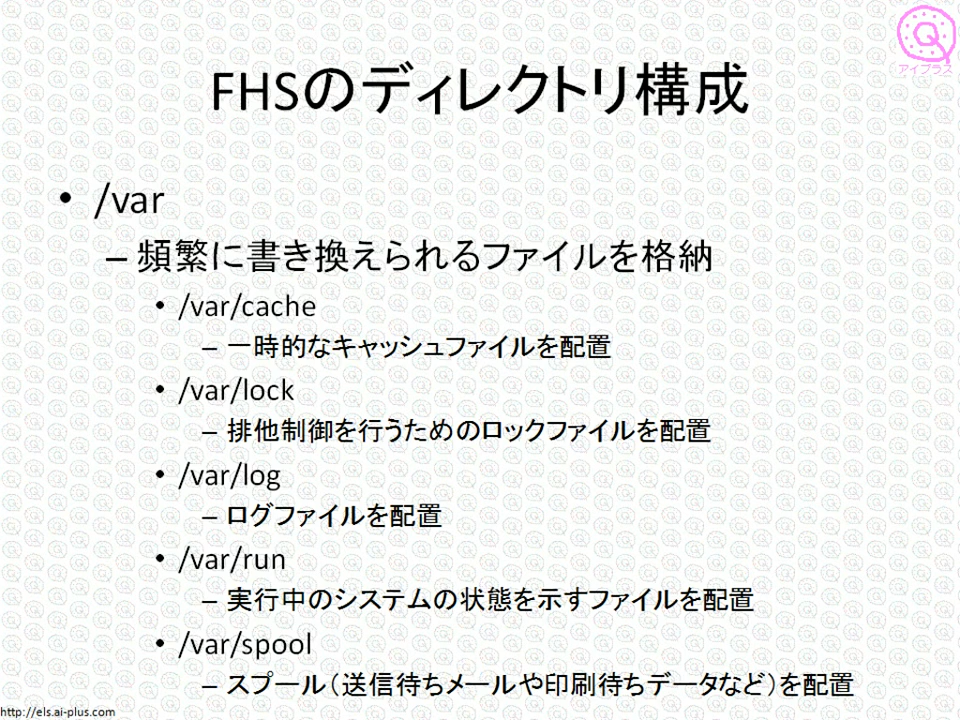 アイプラス
FHSのディレクトリ構成
• /var
– 頻繁に書き換えられるファイルを格納
• /var/cache
– 一時的なキャッシュファイルを配置
• /var/lock
– 排他制御を行うためのロックファイルを配置
• /var/log
– ログファイルを配置
• /var/run
– 実行中のシステムの状態を示すファイルを配置
• /var/spool
– スプール（送信待ちメールや印刷待ちデータなど）を配置
http://els.ai-plus.com